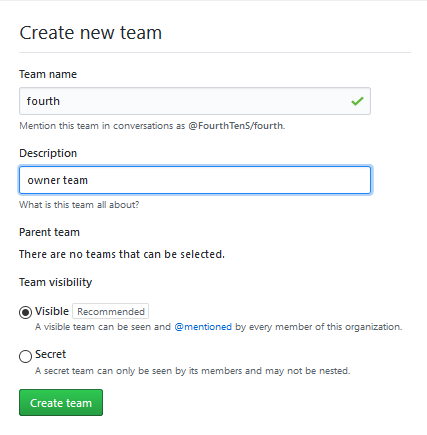 Create new team
Team name
fourth
Mention this team in conversations as @FourthTenS/fourth.
Description
owner team
What is this team all about?
Parent team
There are no teams that can be selected.
Team visibility
Visible Recommended
A visible team can be seen and @mentioned by every member of this organization.
Secret
A secret team can only be seen by its members and may not be nested.
Create team